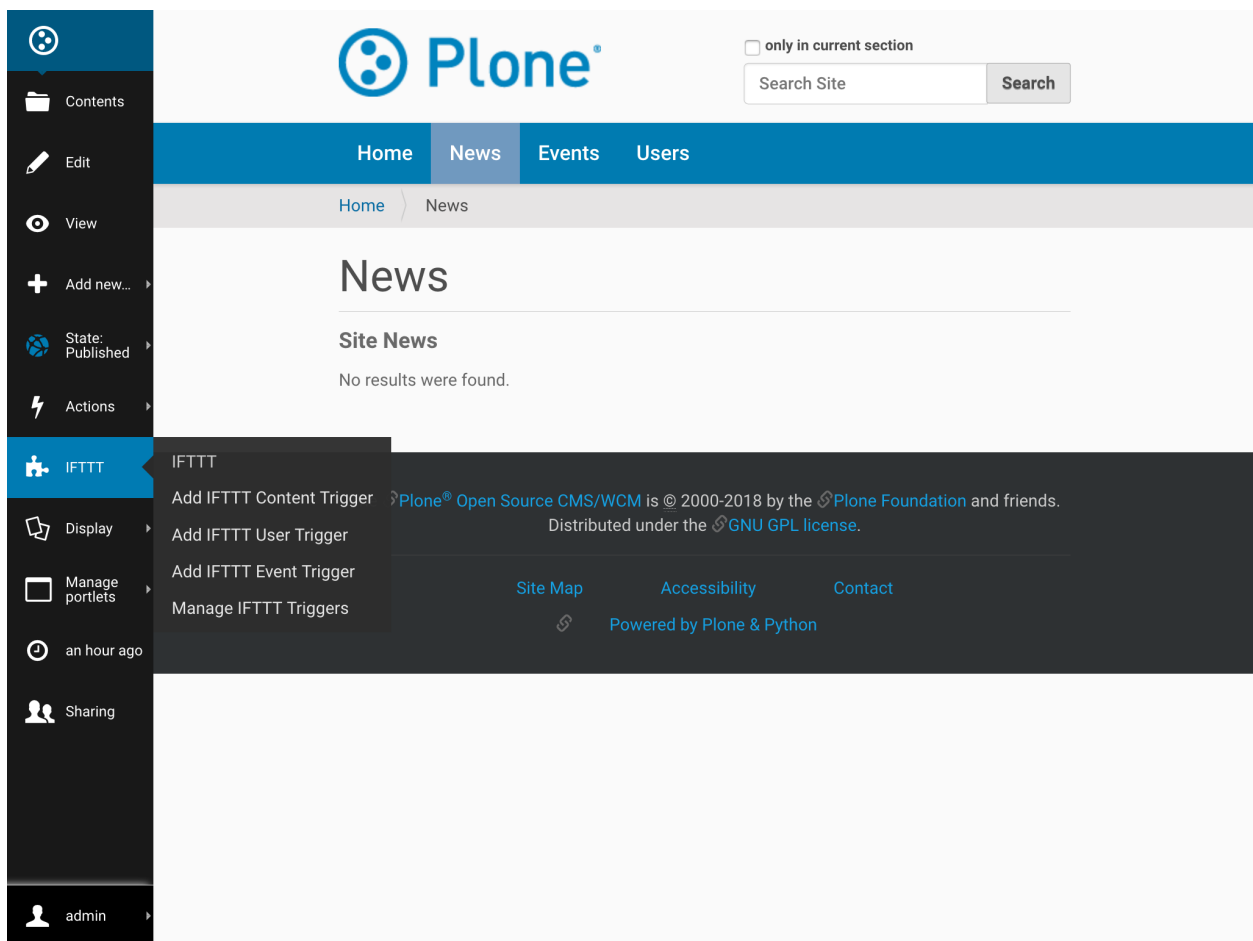 Plone®
only in current section
Search Site
Search
Home
News
Events
Users
Home
News
Contents
Edit
View
Add new...
State:
Published
Actions
IFTTT
Display
Manage
portlets
an hour ago
Sharing
admin
News
Site News
No results were found.
IFTTT
Add IFTTT Content Trigger
Add IFTTT User Trigger
Add IFTTT Event Trigger
Manage IFTTT Triggers
Plone® Open Source CMS/WCM is © 2000-2018 by the Plone Foundation and friends.
Distributed under the GNU GPL license.
Site Map
Accessibility
Contact
Powered by Plone & Python